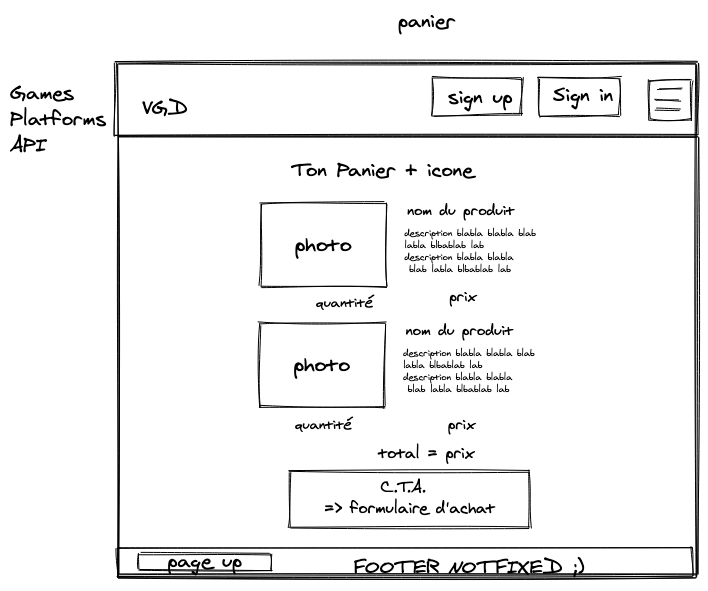 panier
Games
Platforms
API
VGD
sign up
Sign in
Ton Panier + icone
photo
nom du produit
description blabla blabla blab
labla blbablab lab
description blabla blabla
blab labla blbablab lab
quantité
prix
photo
nom du produit
description blabla blabla blab
labla blbablab lab
description blabla blabla
blab labla blbablab lab
quantité
prix
total = prix
C.T.A.
=> formulaire d'achat
page up
FOOTER NOTFIXED ;)